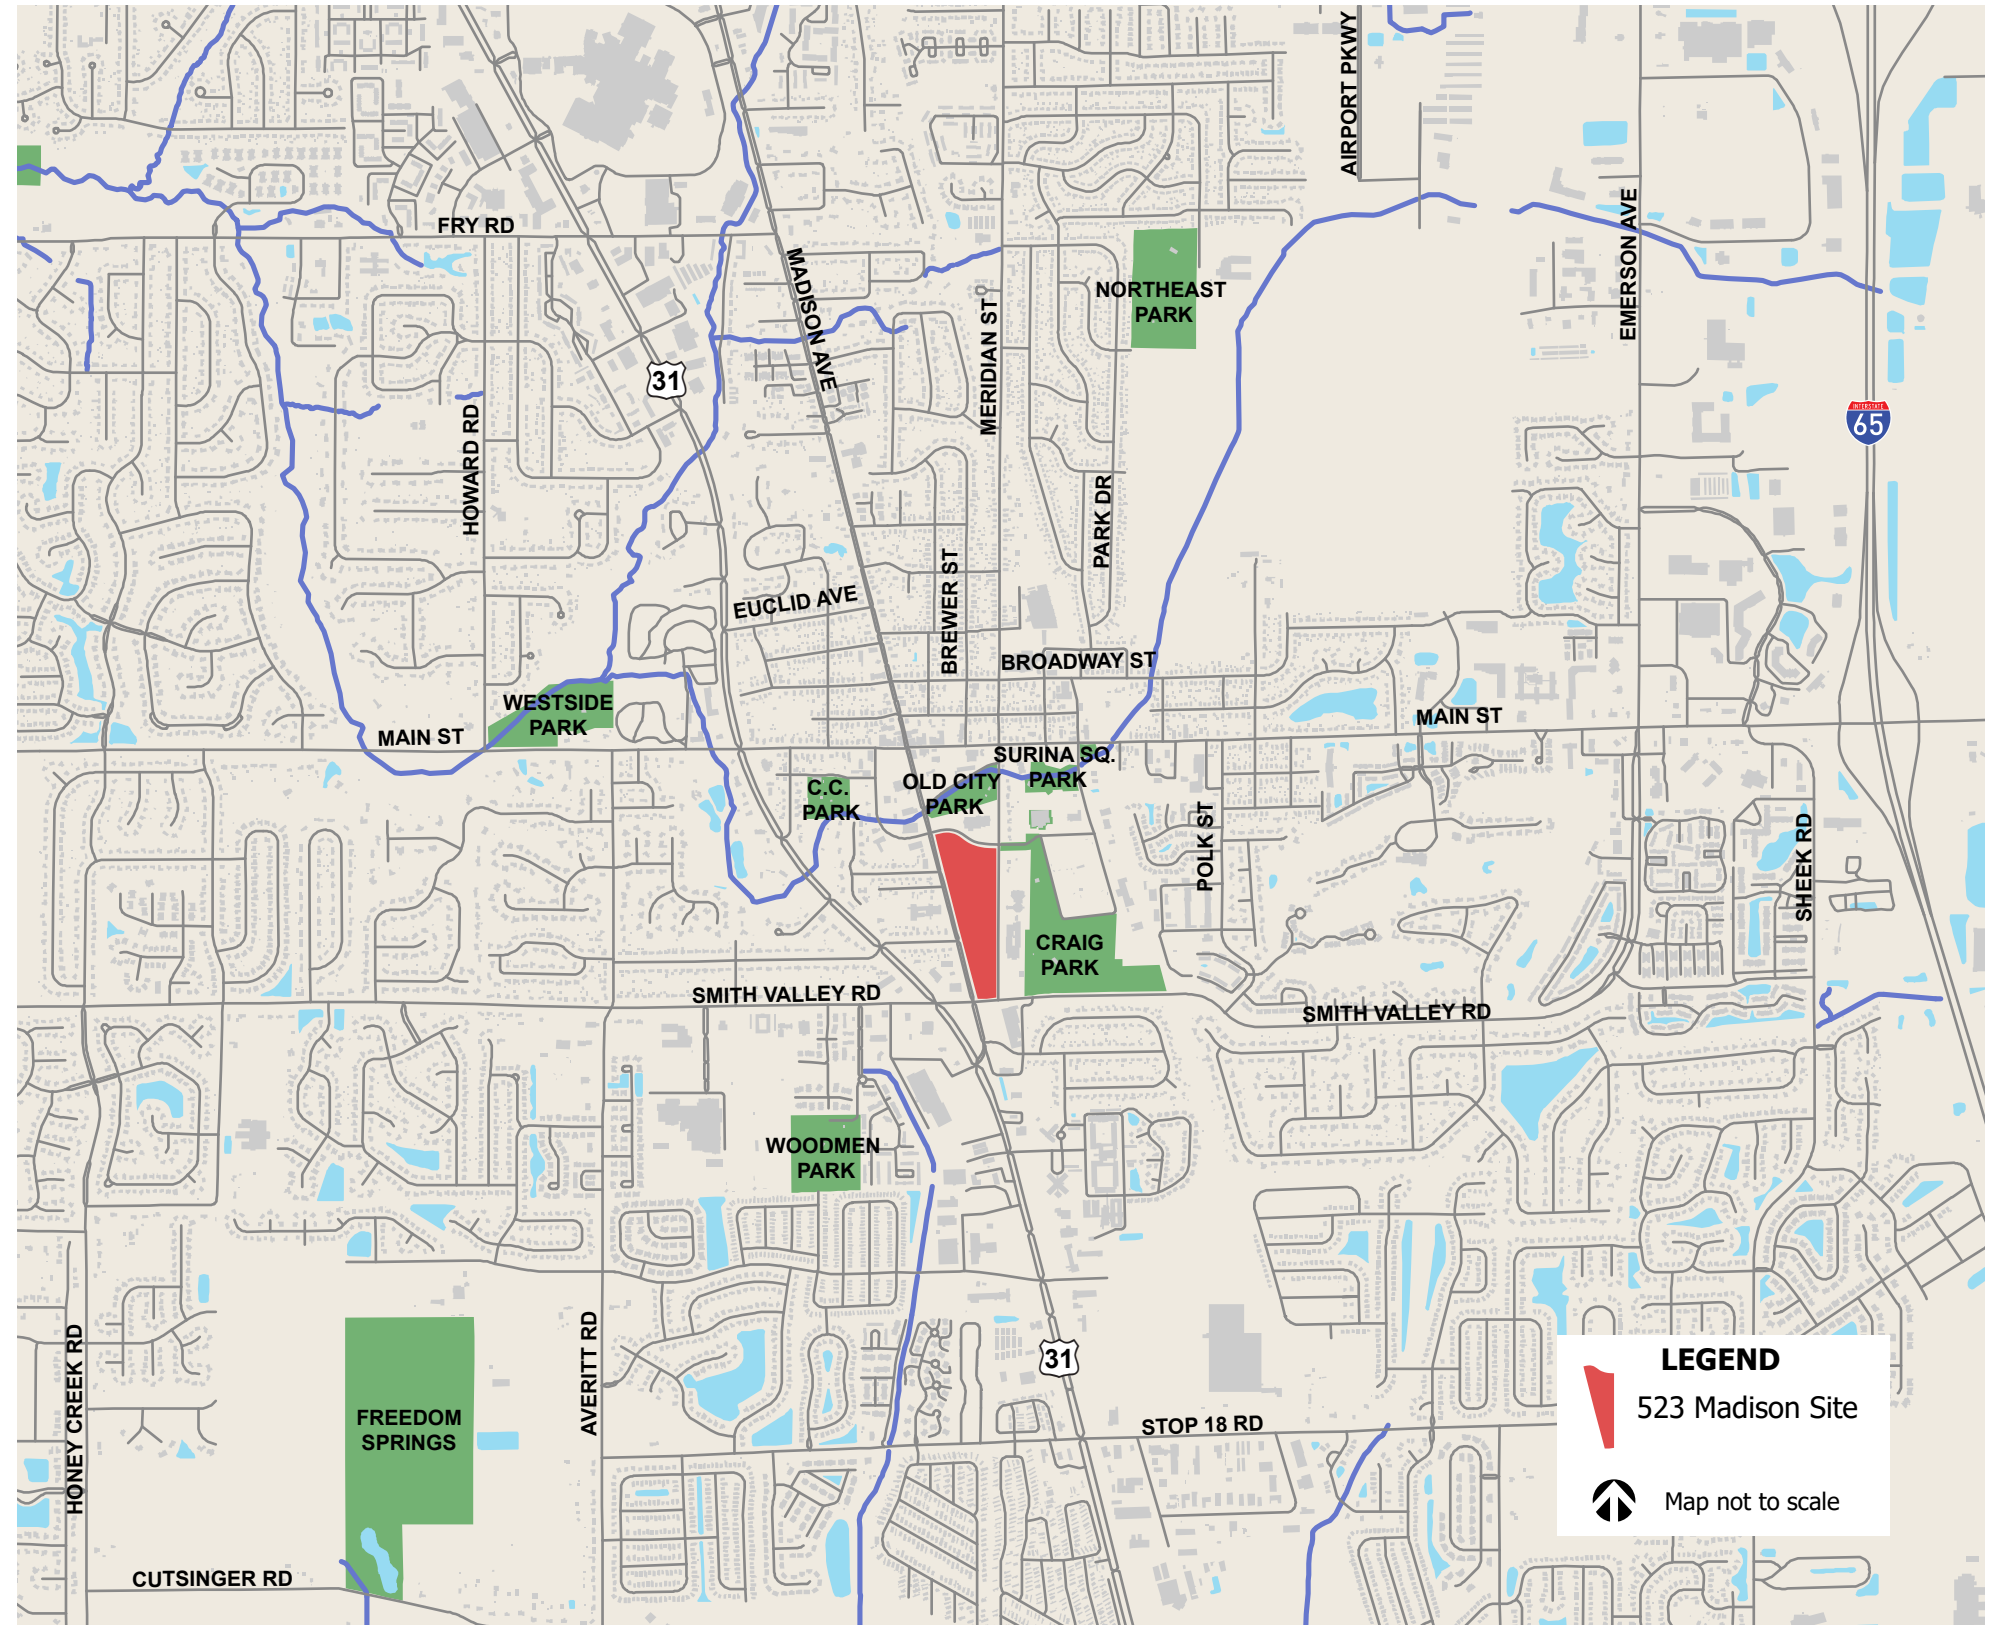 AIRPORT PKWY
FRY RD
EMERSON AVE
MADISON AVE
NORTHEAST
PARK
MERIDIAN ST
31
INTERSTATE
65
HOWARD RD
PARK DR
EUCLID AVE
BREWER ST
BROADWAY ST
WESTSIDE
PARK
MAIN ST
MAIN ST
SURINA SQ.
PARK
C.C.
PARK
OLD CITY
PARK
POLK ST
SHEEK RD
CRAIG
PARK
SMITH VALLEY RD
SMITH VALLEY RD
WOODMEN
PARK
HONEY CREEK RD
AVERITT RD
31
FREEDOM
SPRINGS
STOP 18 RD
CUTSINGER RD
LEGEND
523 Madison Site
Map not to scale